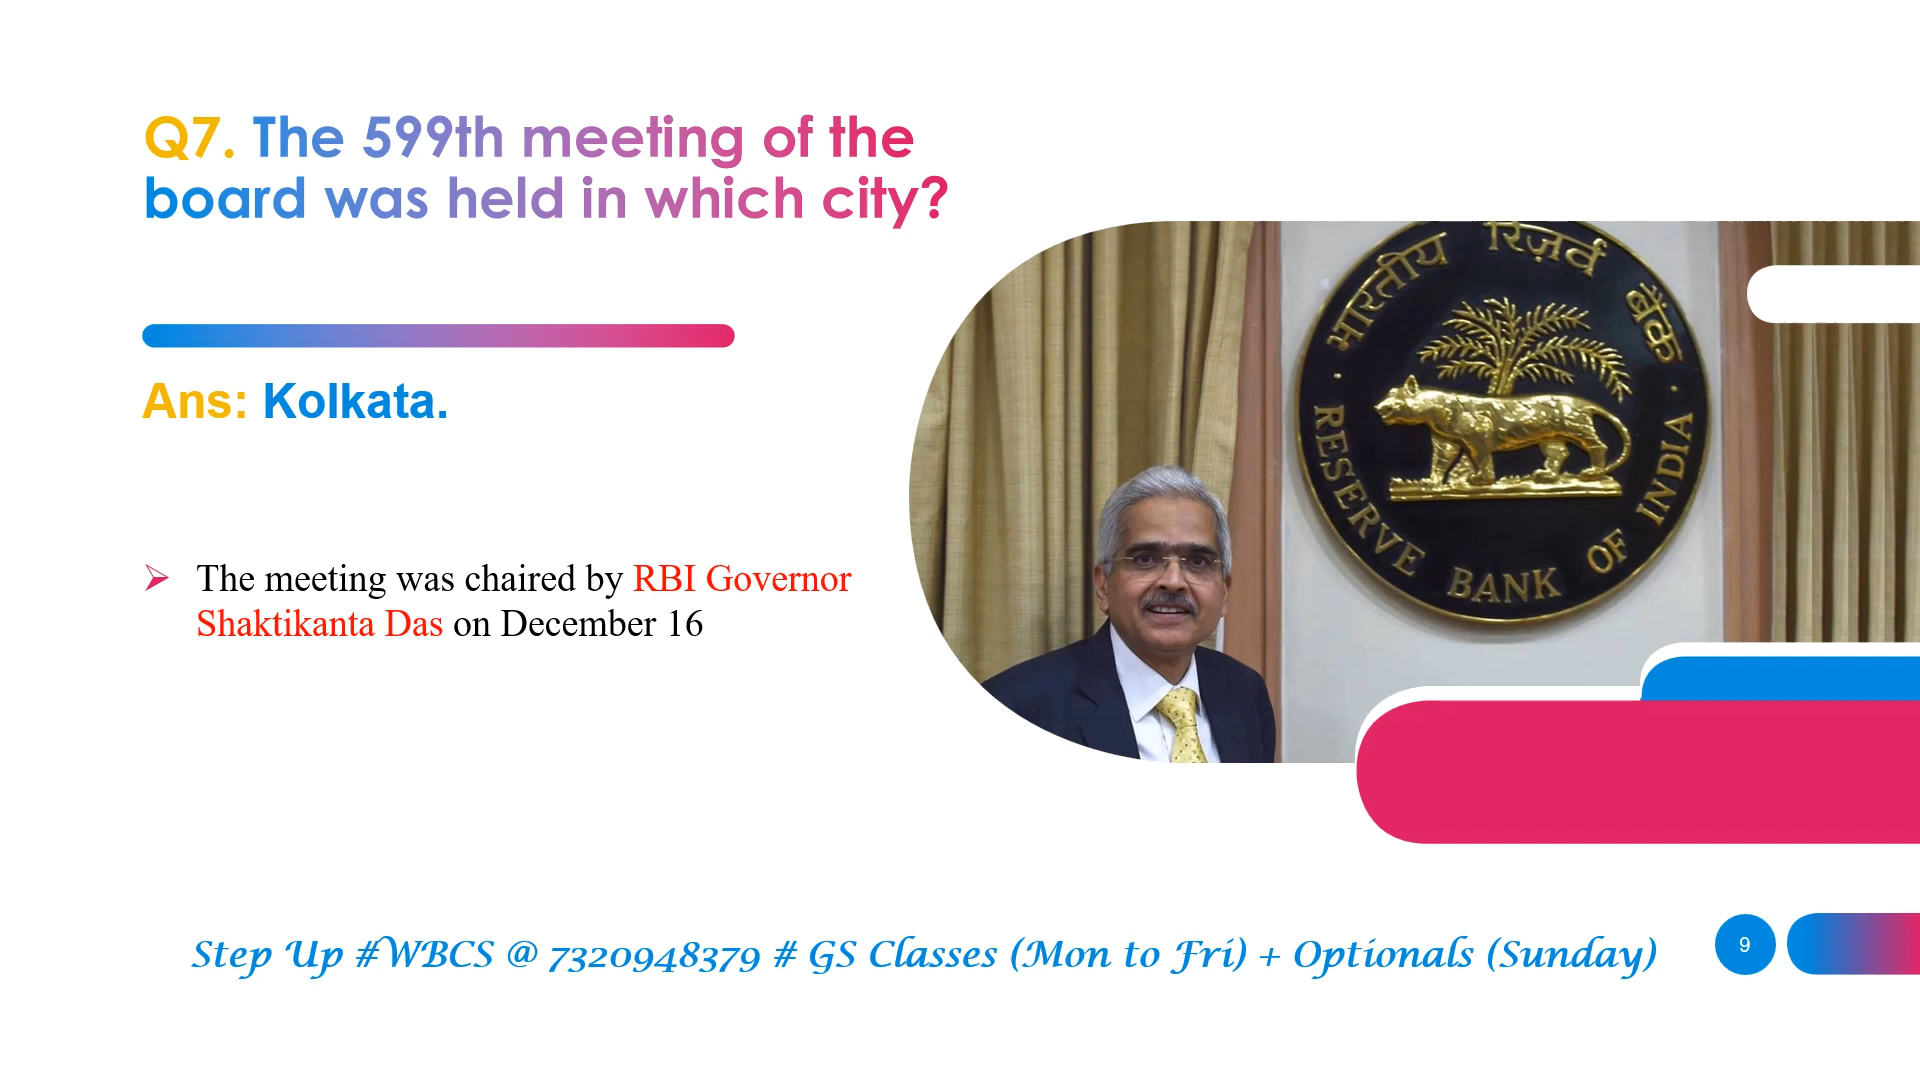 Q7. The 599th meeting of the
board was held in which city?
Ans: Kolkata.
The meeting was chaired by RBI Governor
Shaktikanta Das on December 16
भारतीय रिज़र्व बैंक
RESERVE BANK OF INDIA
Step Up #WBCS @ 7320948379 # GS Classes (Mon to Fri) + Optionals (Sunday)
9